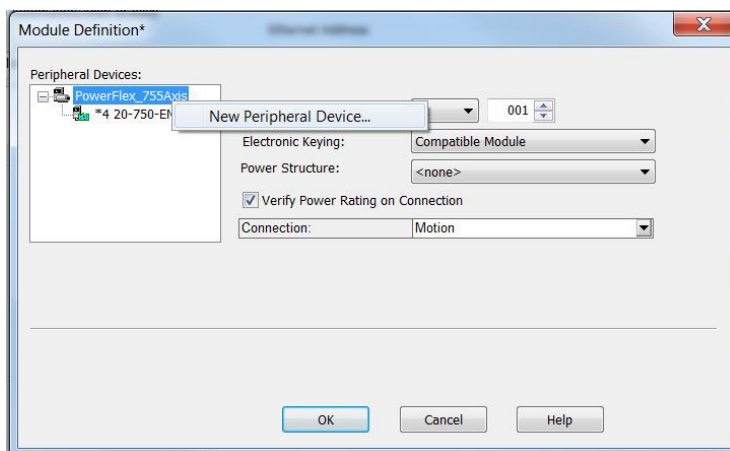 Module Definition*
Peripheral Devices:
PowerFlex_755Axis
*4 20-750-EN
New Peripheral Device...
001
Electronic Keying:
Compatible Module
Power Structure:
<none>
Verify Power Rating on Connection
Connection:
Motion
OK
Cancel
Help